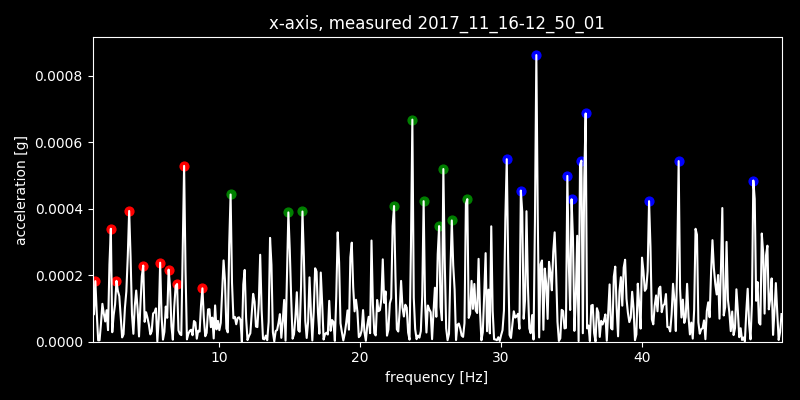 x-axis, measured 2017_11_16-12_50_01
0.0008
0.0006
0.0004
0.0002
0.0000
acceleration [g]
10 20 30 40
frequency [Hz]